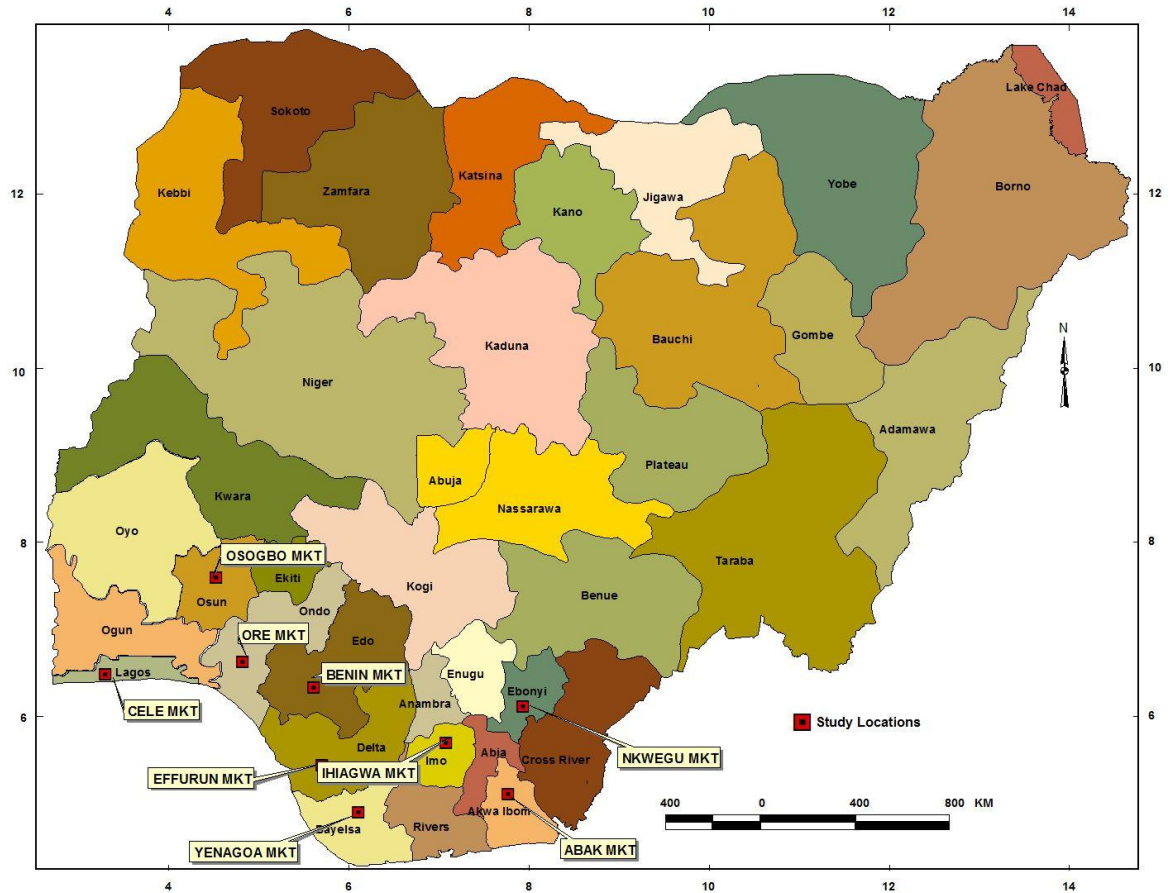 4 6 8 10 12 14
Lake Chad
Sokoto
Katsina
Yobe
Borno
Kebbi
Zamfara
Jigawa
Kano
12 12
Gombe
Bauchi
Kaduna
N
Niger
10 10
Adamawa
Plateau
Abuja
Kwara
Nassarawa
Oyo
Taraba
8 8
OSOGBO MKT
Ekiti
Kogi
Benue
Osun
Ondo
Ogun
ORE MKT
Edo
Lagos
BENIN MKT
Enugu
Ebonyi
CELE MKT
Anambra
6 6
Study Locations
Delta
Imo
Abia
Cross River
NKWEGU MKT
EFFURUN MKT
IHIAGWA MKT
400 0 400 800 KM
Akwa Ibom
Bayelsa
Rivers
YENAGOA MKT
ABAK MKT
4 6 8 10 12 14